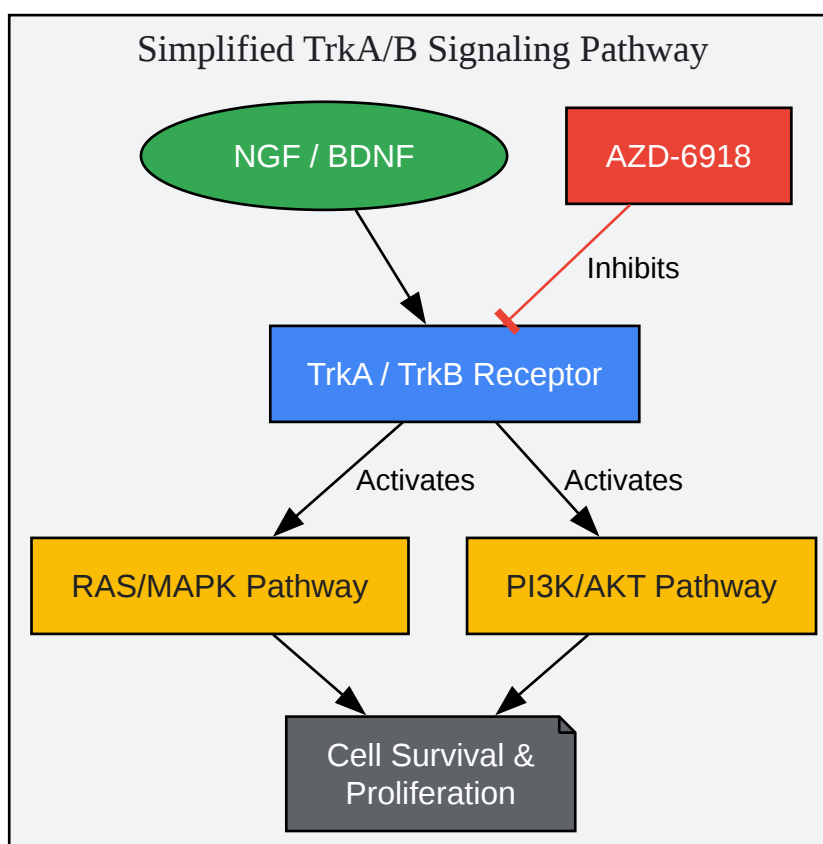 Simplified TrkA/B Signaling Pathway
NGF / BDNF
AZD-6918
Inhibits
TrkA / TrkB Receptor
Activates
Activates
RAS/MAPK Pathway
PI3K/AKT Pathway
Cell Survival &
Proliferation